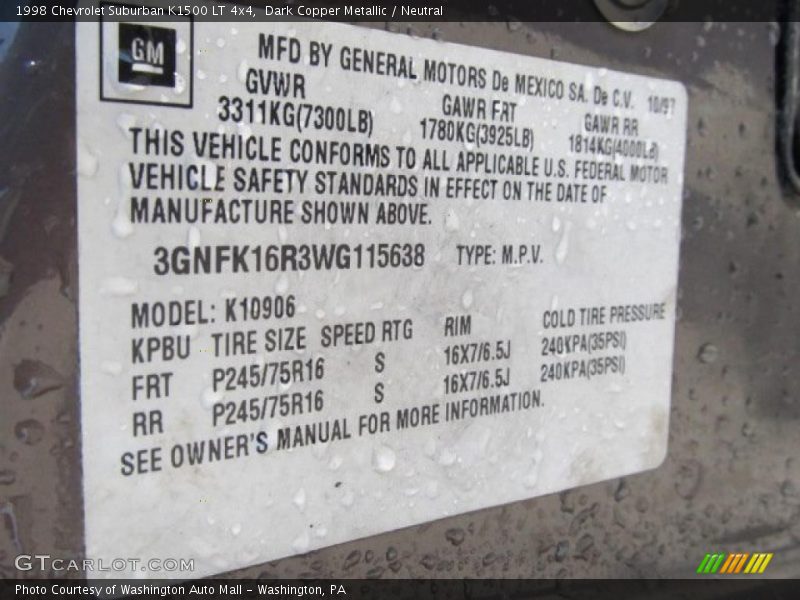 1998 Chevrolet Suburban K1500 LT 4x4, Dark Copper Metallic / Neutral
GM
MFD BY GENERAL MOTORS De MEXICO SA. De C.V. 10/97
GVWR GAWR FRT GAWR RR
3311KG(7300LB) 1780KG(3925LB) 1814KG(4000LB)
THIS VEHICLE CONFORMS TO ALL APPLICABLE U.S. FEDERAL MOTOR
VEHICLE SAFETY STANDARDS IN EFFECT ON THE DATE OF
MANUFACTURE SHOWN ABOVE.
3GNFK16R3WG115638 TYPE: M.P.V.
MODEL: K10906
KPBU TIRE SIZE SPEED RTG RIM COLD TIRE PRESSURE
FRT P245/75R16 S 16X7/6.5J 240KPA(35PSI)
RR P245/75R16 S 16X7/6.5J 240KPA(35PSI)
SEE OWNER'S MANUAL FOR MORE INFORMATION.
GTCARLOT.COM
Photo Courtesy of Washington Auto Mall - Washington, PA